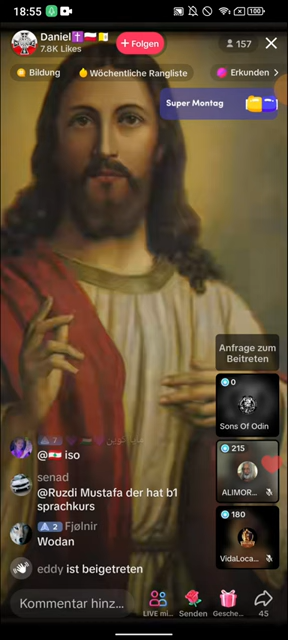 18:55
100
Daniel✝️🇵🇱🇻🇦
7.8K Likes
+ Folgen
157
Bildung
Wöchentliche Rangliste
Erkunden >
Super Montag
Anfrage zum
Beitreten
0
Sons Of Odin
215
ALIMOR...
180
VidaLoca...
@🇱🇧 iso
senad
@Ruzdi Mustafa der hat b1
sprachkurs
2 Fjølnir
Wodan
eddy ist beigetreten
Kommentar hinz...
LIVE mi...
Senden
Gesche...
45